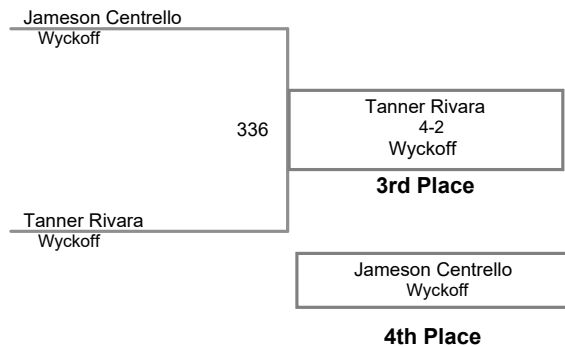 Jameson Centrello
Wyckoff
336
Tanner Rivara
4-2
Wyckoff
3rd Place
Tanner Rivara
Wyckoff
Jameson Centrello
Wyckoff
4th Place